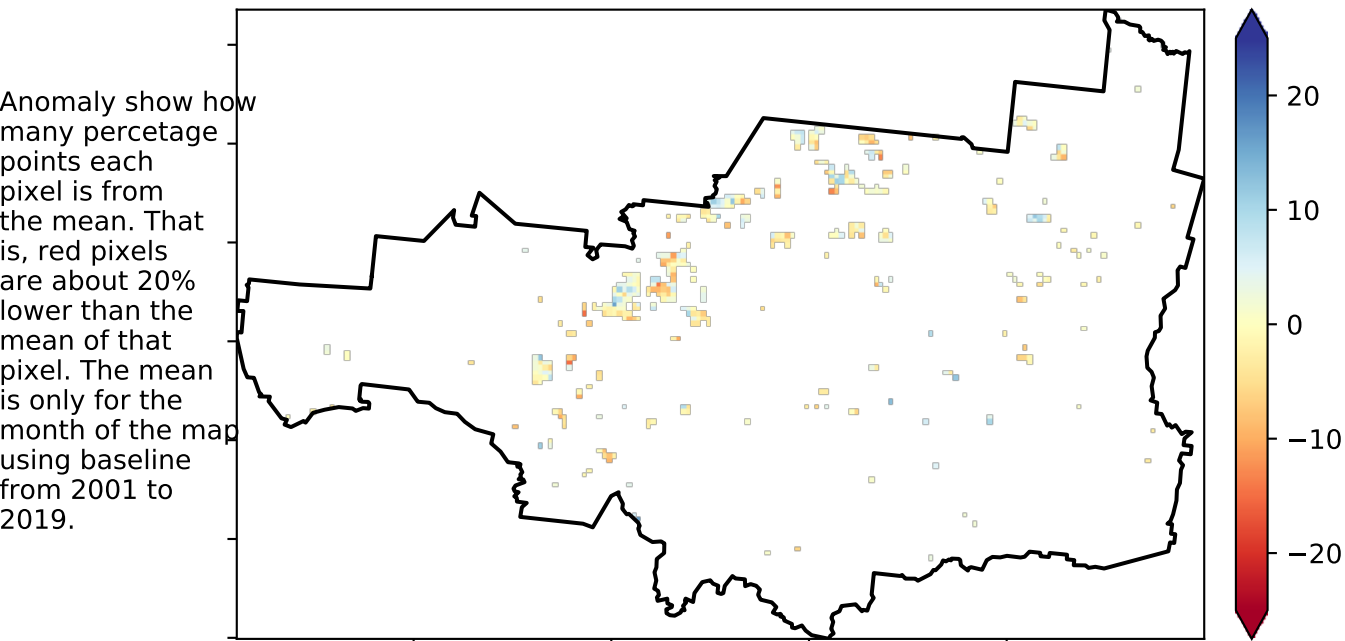 Anomaly show how
many percetage
points each
pixel is from
the mean. That
is, red pixels
are about 20%
lower than the
mean of that
pixel. The mean
is only for the
month of the map
using baseline
from 2001 to
2019.
20
10
0
−10
−20